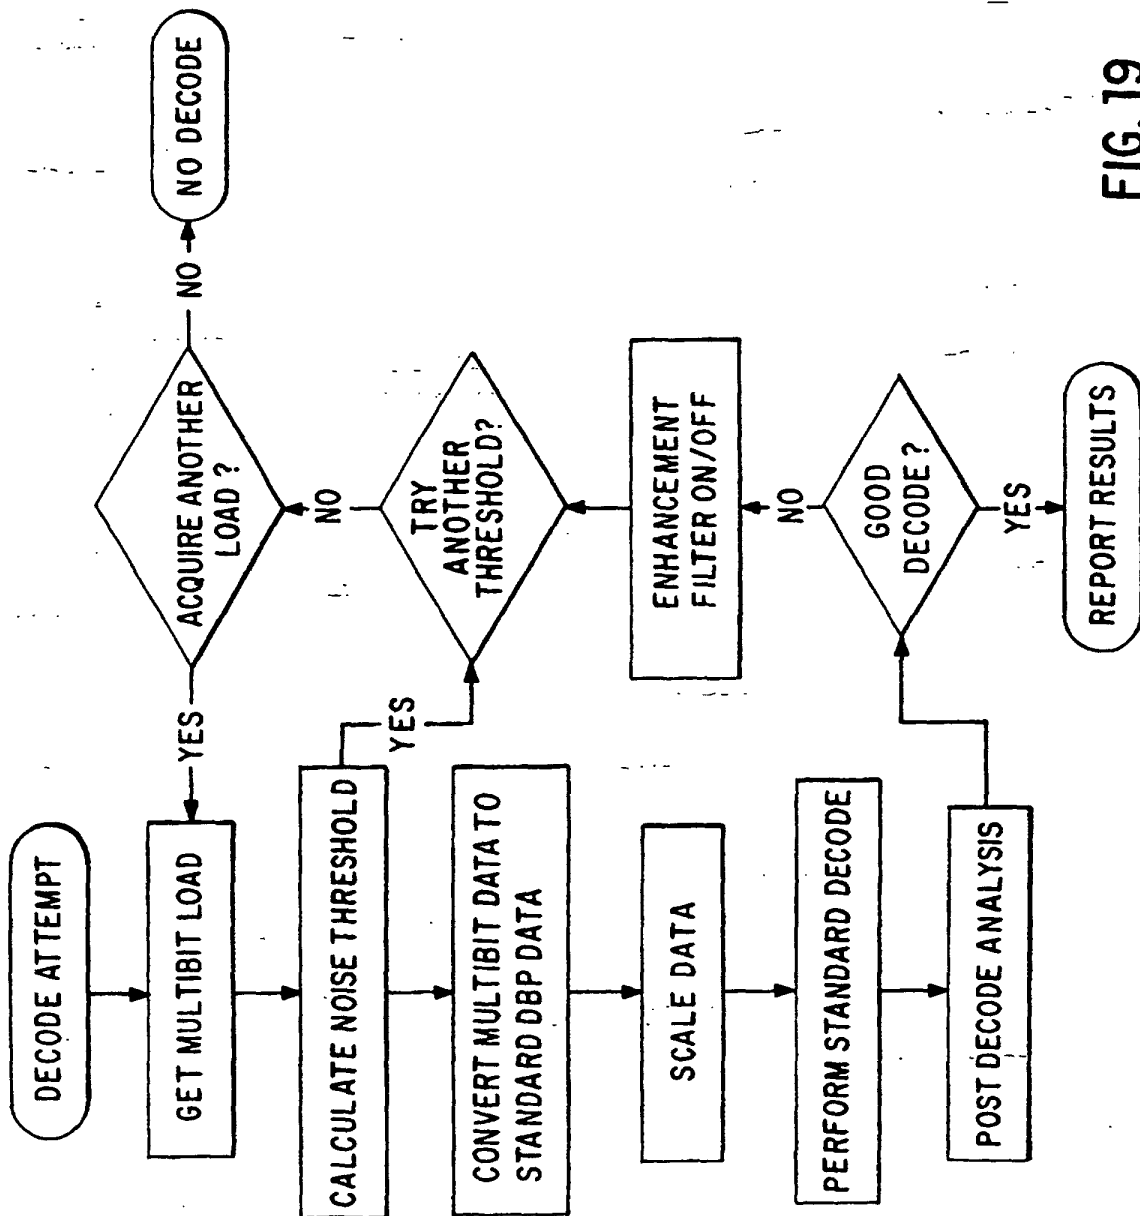 DECODE ATTEMPT
GET MULTIBIT LOAD
CALCULATE NOISE THRESHOLD
CONVERT MULTIBIT DATA TO
STANDARD DBP DATA
SCALE DATA
PERFORM STANDARD DECODE
POST DECODE ANALYSIS
GOOD
DECODE?
YES
REPORT RESULTS
NO
ENHANCEMENT
FILTER ON/OFF
TRY
ANOTHER
THRESHOLD?
YES
NO
ACQUIRE ANOTHER
LOAD?
YES
NO
NO DECODE
FIG. 19